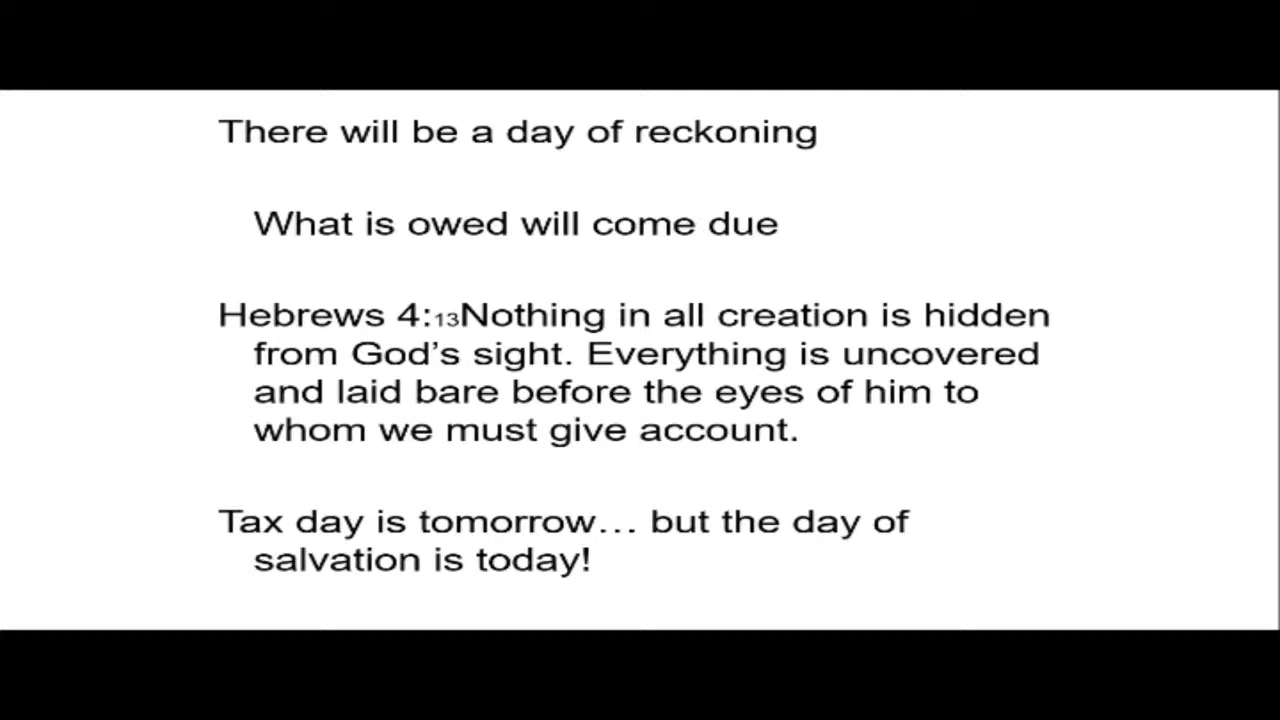 There will be a day of reckoning
What is owed will come due
Hebrews 4:13Nothing in all creation is hidden
from God’s sight. Everything is uncovered
and laid bare before the eyes of him to
whom we must give account.
Tax day is tomorrow… but the day of
salvation is today!